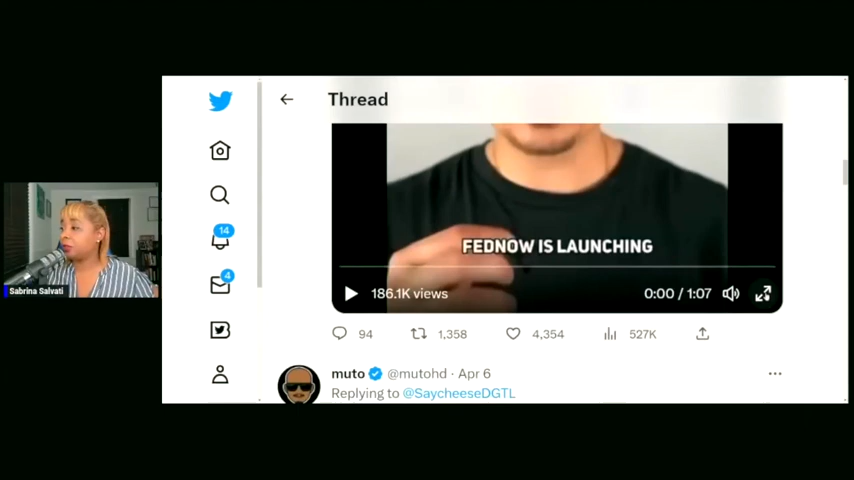 Thread
FEDNOW IS LAUNCHING
186.1K views
0:00 / 1:07
94
1,358
4,354
527K
14
4
muto @mutohd · Apr 6
Replying to @SaycheeseDGTL
Sabrina Salvati